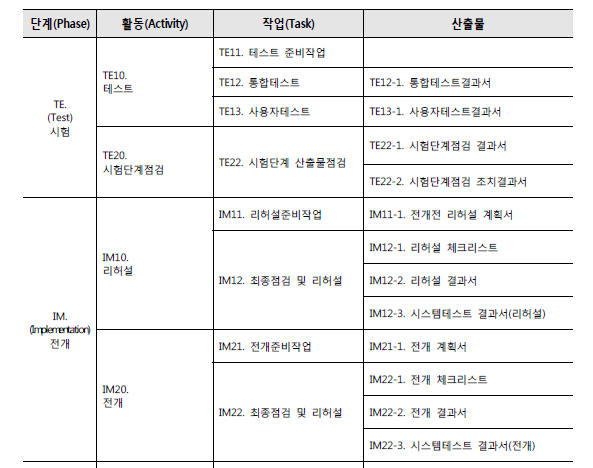 단계(Phase) 활동(Activity) 작업(Task) 산출물
TE.
(Test)
시험
TE10.
테스트
TE11. 테스트 준비작업
TE12. 통합테스트 TE12-1. 통합테스트결과서
TE13. 사용자테스트 TE13-1. 사용자테스트결과서
TE20.
시험단계점검
TE22. 시험단계 산출물점검
TE22-1. 시험단계점검 결과서
TE22-2. 시험단계점검 조치결과서
IM.
(Implementation)
전개
IM10.
리허설
IM11. 리허설준비작업 IM11-1. 전개전 리허설 계획서
IM12. 최종점검 및 리허설
IM12-1. 리허설 체크리스트
IM12-2. 리허설 결과서
IM12-3. 시스템테스트 결과서(리허설)
IM20.
전개
IM21. 전개준비작업 IM21-1. 전개 계획서
IM22. 최종점검 및 리허설
IM22-1. 전개 체크리스트
IM22-2. 전개 결과서
IM22-3. 시스템테스트 결과서(전개)